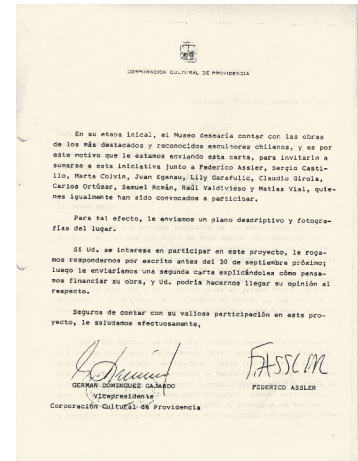 CORPORACION CULTURAL DE PROVIDENCIA
En su etapa inical, el Museo desearía contar con las obras
de los más destacados y reconocidos escultores chilenos, y es por
este motivo que le estamos enviando esta carta, para invitarlo a
sumarse a esta iniciativa junto a Federico Assler, Sergio Casti-
llo, Marta Colvin, Juan Egenau, Lily Garafulic, Claudio Girola,
Carlos Ortúzar, Samuel Román, Raúl Valdivieso y Matías Vial, quie-
nes igualmente han sido convocados a participar.
Para tal efecto, le enviamos un plano descriptivo y fotogra-
fías del lugar.
Si Ud. se interesa en participar en este proyecto, le roga-
mos respondernos por escrito antes del 30 de septiembre próximo;
luego le enviaríamos una segunda carta explicándoles cómo pensa-
mos financiar su obra, y Ud. podría hacernos llegar su opinión al
respecto.
Seguros de contar con su valiosa participación en este pro-
yecto, le saludamos afectuosamente,
FASSLER
GERMAN DOMINGUEZ GAJARDO
FEDERICO ASSLER
Vicepresidente
Corporación Cultural de Providencia